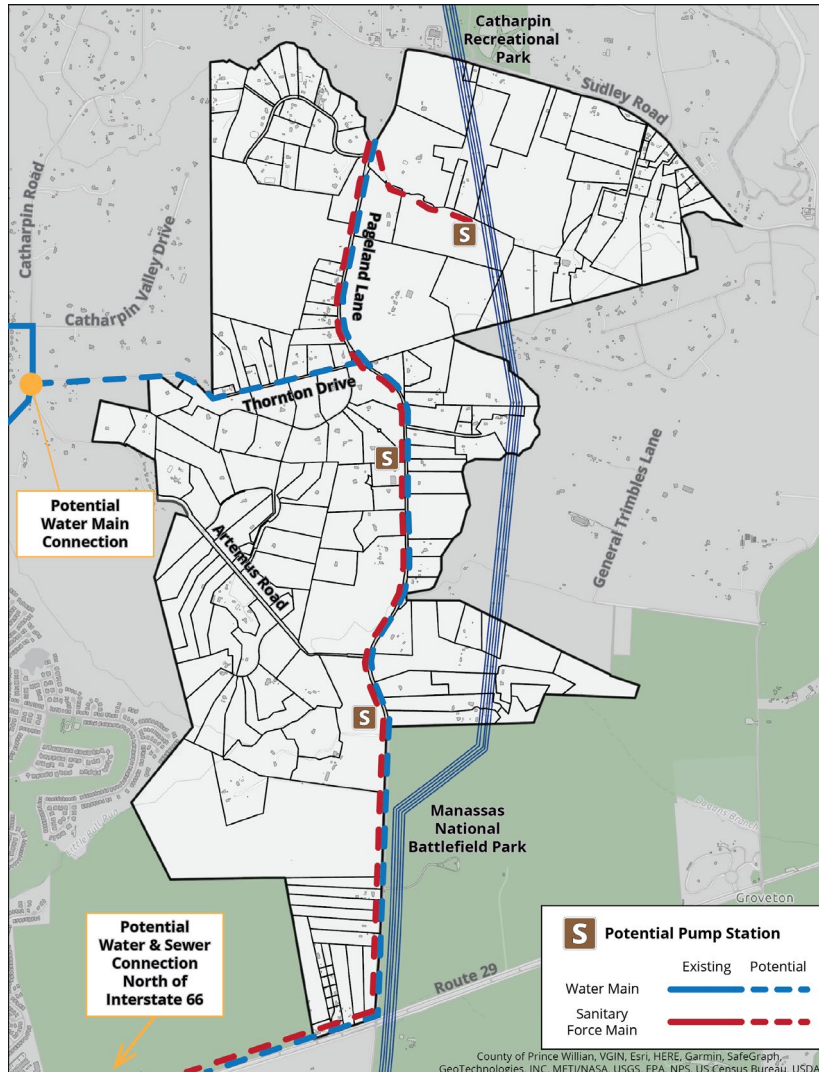 Catharpin
Recreational
Park
Sudley Road
Catharpin Road
Catharpin Valley Drive
Pageland Lane
S
Thornton Drive
S
General Trimbles Lane
Potential
Water Main
Connection
Artemus Road
S
Manassas
National
Battlefield Park
Dogans Branch
Groveton
Potential
Water & Sewer
Connection
North of
Interstate 66
Route 29
S Potential Pump Station
Existing Potential
Water Main
Sanitary
Force Main
County of Prince Willian, VGIN, Esri, HERE, Garmin, SafeGraph,
GeoTechnologies, INC, METI/NASA, USGS, EPA, NPS, US Census Bureau, USDA